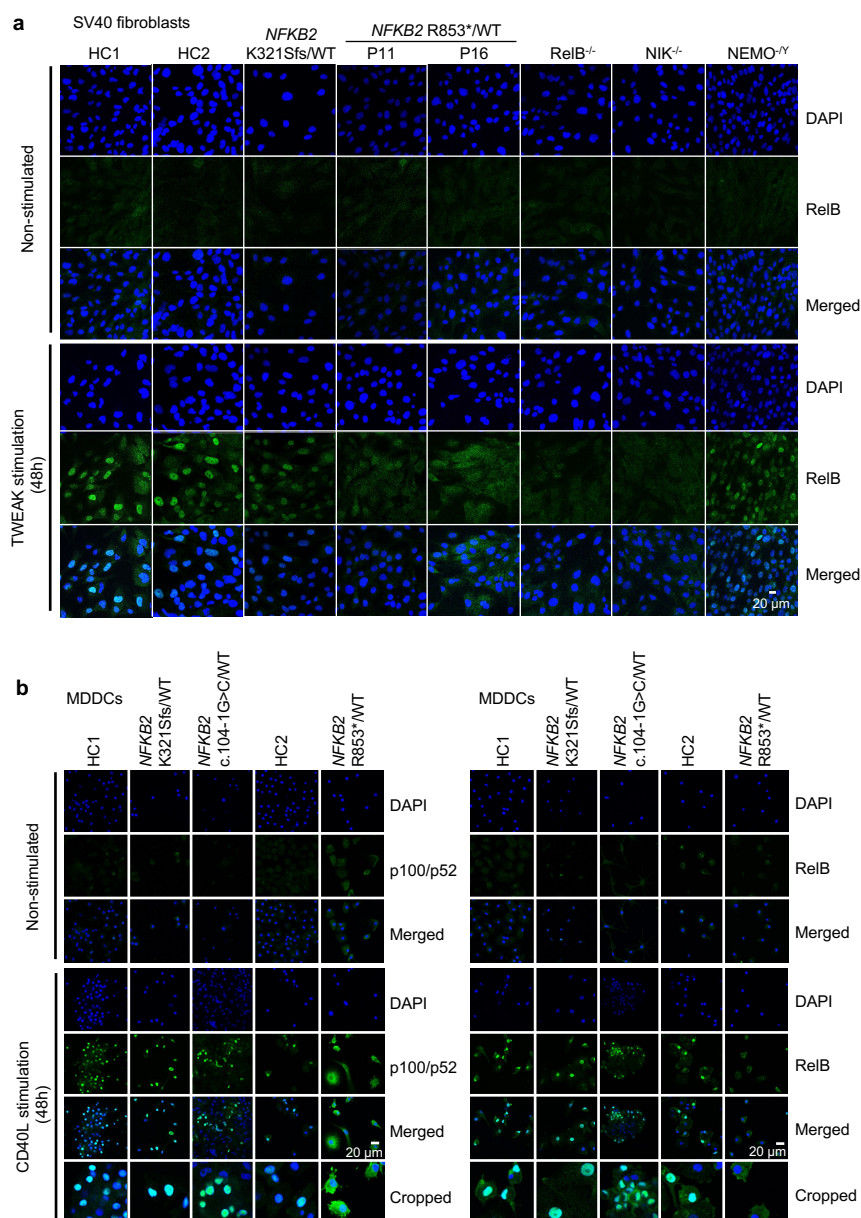 a
SV40 fibroblasts
HC1
HC2
NFKB2
K321Sfs/WT
NFKB2 R853*/WT
P11
P16
RelB-/-
NIK-/-
NEMO-/Y
Non-stimulated
DAPI
RelB
Merged
TWEAK stimulation
(48h)
DAPI
RelB
Merged
20 µm
b
MDDCs
HC1
NFKB2
K321Sfs/WT
NFKB2
c.104-1G>C/WT
HC2
NFKB2
R853*/WT
Non-stimulated
DAPI
p100/p52
Merged
CD40L stimulation
(48h)
DAPI
p100/p52
Merged
20 µm
Cropped
MDDCs
HC1
NFKB2
K321Sfs/WT
NFKB2
c.104-1G>C/WT
HC2
NFKB2
R853*/WT
DAPI
RelB
Merged
DAPI
RelB
Merged
20 µm
Cropped